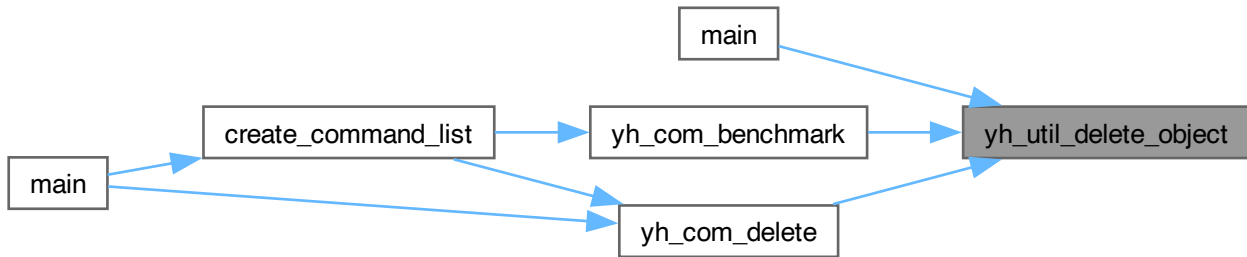 main
create_command_list
yh_com_benchmark
yh_util_delete_object
main
yh_com_delete